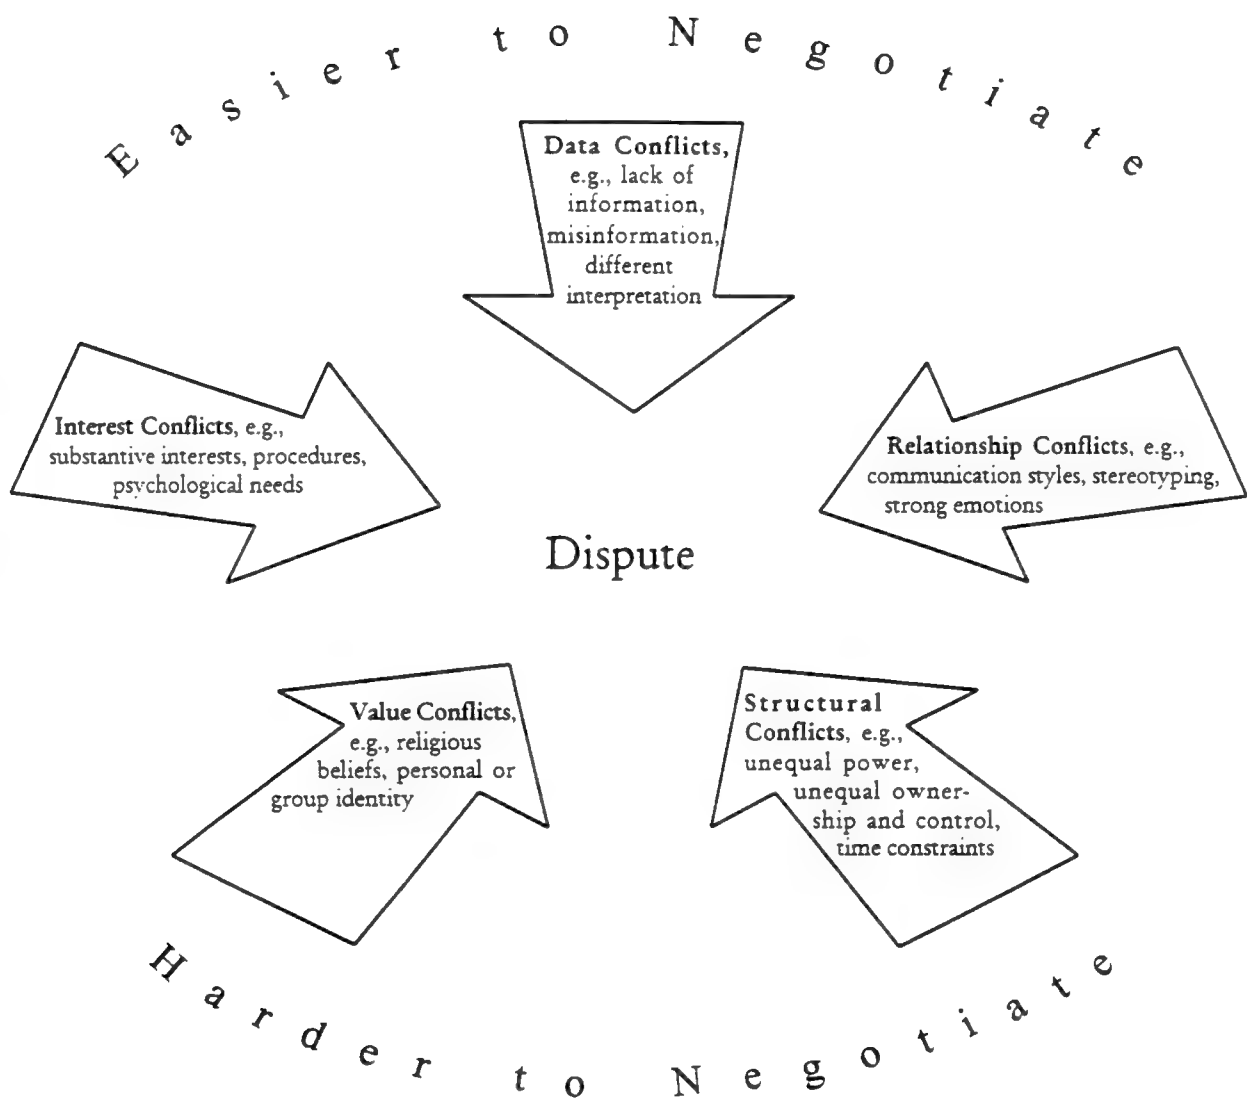 Easier to Negotiate
Data Conflicts,
e.g., lack of
information,
misinformation,
different
interpretation
Interest Conflicts, e.g.,
substantive interests, procedures,
psychological needs
Relationship Conflicts, e.g.,
communication styles, stereotyping,
strong emotions
Dispute
Value Conflicts,
e.g., religious
beliefs, personal or
group identity
Structural
Conflicts, e.g.,
unequal power,
unequal owner-
ship and control,
time constraints
Harder to Negotiate